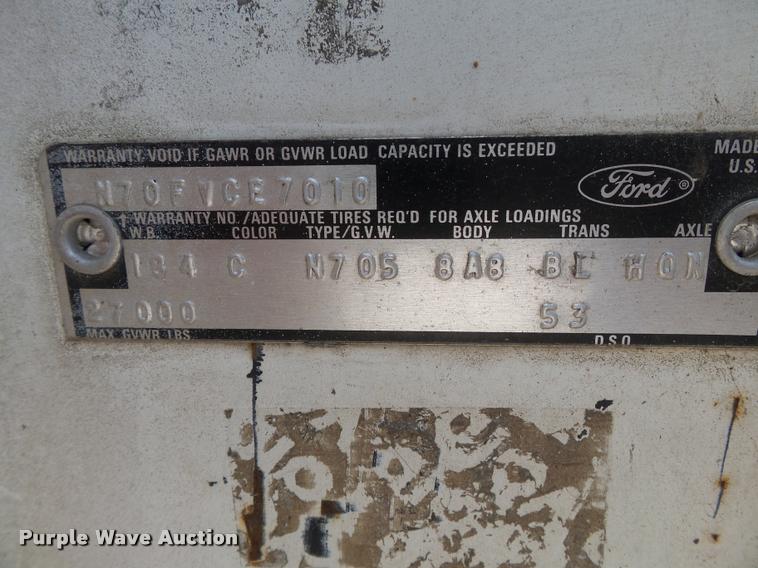 WARRANTY VOID IF GAWR OR GVWR LOAD CAPACITY IS EXCEEDED
MADE
U.S.
N70FVCE7010
Ford ®
↑ WARRANTY NO./ADEQUATE TIRES REQ'D FOR AXLE LOADINGS
W.B. COLOR TYPE/G.V.W. BODY TRANS AXLE
184 C N705 8A8 BL HQN
27000 53
MAX GVWR LBS D.S.O.
Purple Wave Auction